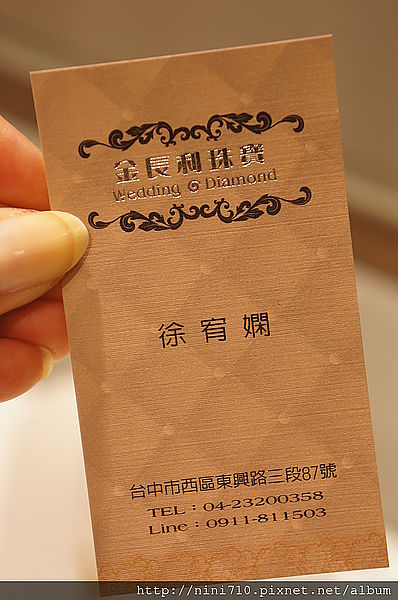 金長利珠寶
Wedding Diamond
徐宥嫻
台中市西區東興路三段87號
TEL：04-23200358
Line：0911-811503
http://nini710.pixnet.net/album